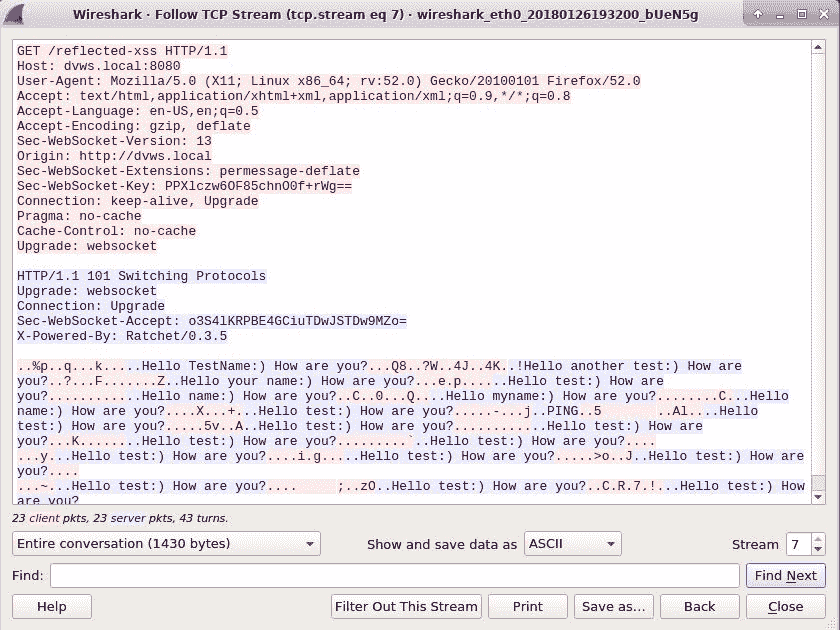 Wireshark · Follow TCP Stream (tcp.stream eq 7) · wireshark_eth0_20180126193200_bUeN5g
GET /reflected-xss HTTP/1.1
Host: dvws.local:8080
User-Agent: Mozilla/5.0 (X11; Linux x86_64; rv:52.0) Gecko/20100101 Firefox/52.0
Accept: text/html,application/xhtml+xml,application/xml;q=0.9,*/*;q=0.8
Accept-Language: en-US,en;q=0.5
Accept-Encoding: gzip, deflate
Sec-WebSocket-Version: 13
Origin: http://dvws.local
Sec-WebSocket-Extensions: permessage-deflate
Sec-WebSocket-Key: PPXlczw6OF85chnO0f+rWg==
Connection: keep-alive, Upgrade
Pragma: no-cache
Cache-Control: no-cache
Upgrade: websocket
HTTP/1.1 101 Switching Protocols
Upgrade: websocket
Connection: Upgrade
Sec-WebSocket-Accept: o3S4lKRPBE4GCiuTDwJSTDw9MZo=
X-Powered-By: Ratchet/0.3.5
..%p..q...k.....Hello TestName:) How are you?...Q8..?W..4J..4K..!Hello another test:) How are
you?..?...F.......Z..Hello your name:) How are you?...e.p......Hello test:) How are
you?...........Hello name:) How are you?..C..0...Q....Hello myname:) How are you?........C...Hello
name:) How are you?....X...+...Hello test:) How are you?.....-...j..PING..5 ..Al....Hello
test:) How are you?.....5v..A..Hello test:) How are you?...........Hello test:) How are
you?...K........Hello test:) How are you?.........`..Hello test:) How are you?....
...y...Hello test:) How are you?....i.g.....Hello test:) How are you?.....>o..J..Hello test:) How are
you?....
...~...Hello test:) How are you?.... ;..zO..Hello test:) How are you?..C.R.7.!...Hello test:) How
are you?
23 client pkts, 23 server pkts, 43 turns.
Entire conversation (1430 bytes) Show and save data as ASCII Stream 7
Find: Find Next
Help Filter Out This Stream Print Save as… Back Close